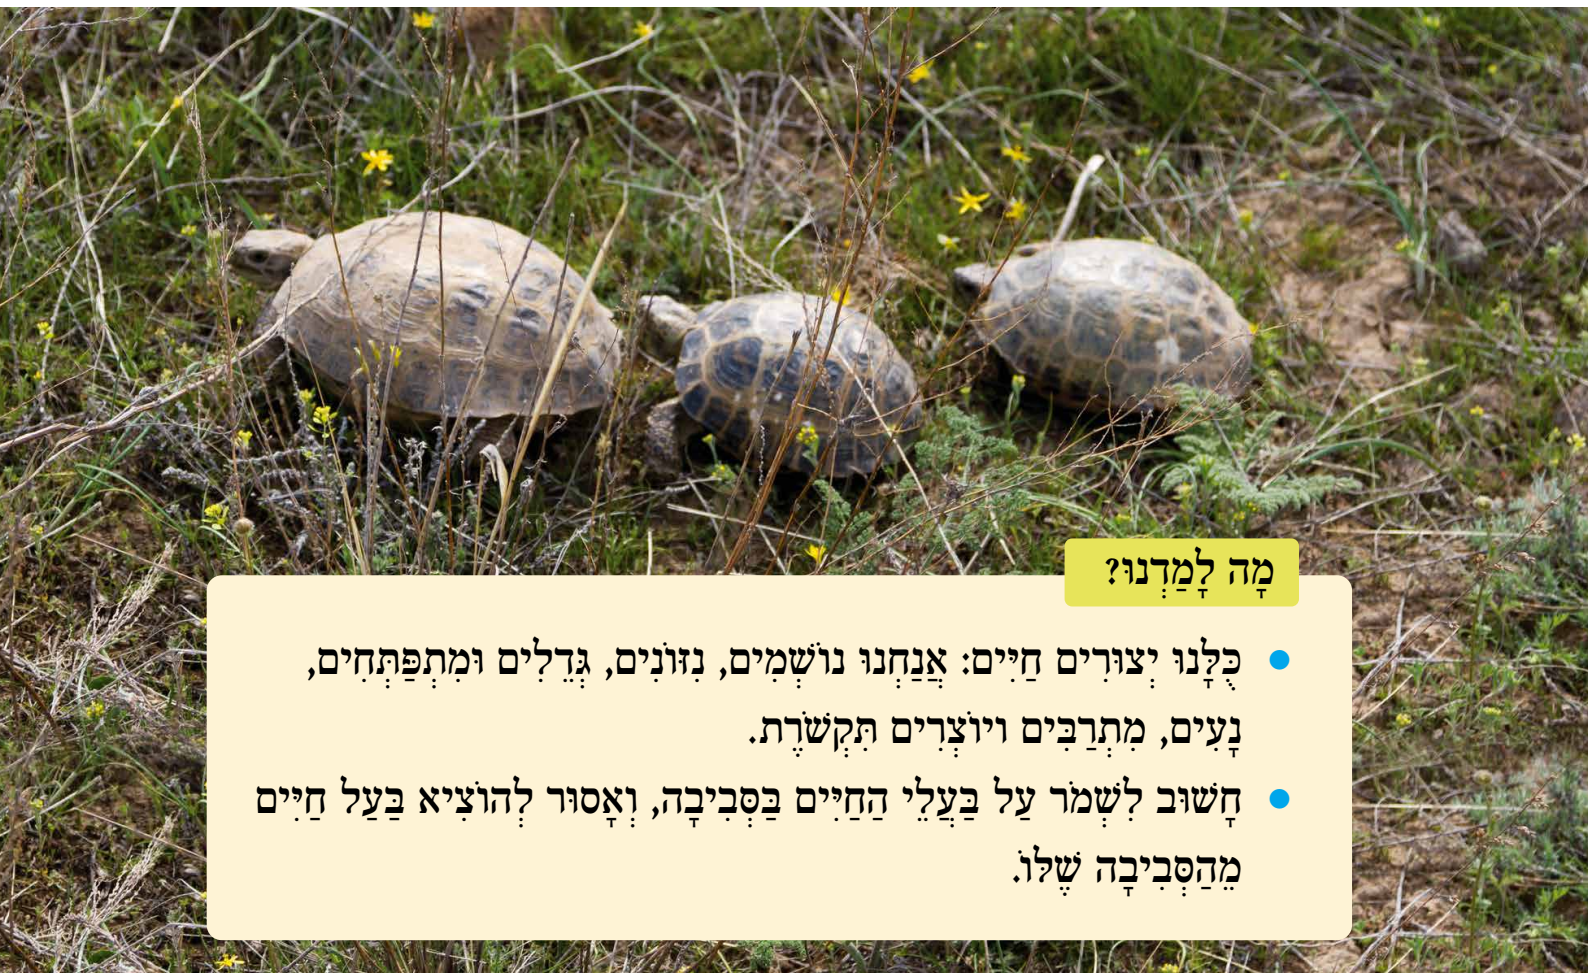 מָה לָמַדְנוּ?
• כֻּלָּנוּ יְצוּרִים חַיִּים: אֲנַחְנוּ נוֹשְׁמִים, נִזּוֹנִים, גְּדֵלִים וּמִתְפַּתְּחִים,
נָעִים, מִתְרַבִּים ויוֹצְרִים תִּקְשֹׁרֶת.
• חָשׁוּב לִשְׁמֹר עַל בַּעֲלֵי הַחַיִּים בַּסְּבִיבָה, וְאָסוּר לְהוֹצִיא בַּעַל חַיִּים
מֵהַסְּבִיבָה שֶׁלּוֹ.